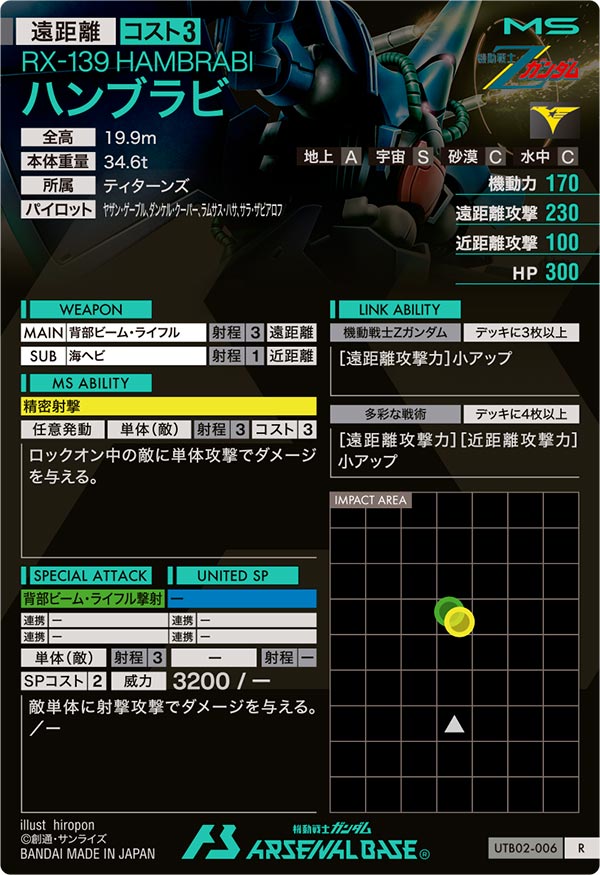 遠距離 コスト3
MS
RX-139 HAMBRABI
ハンブラビ
機動戦士Zガンダム
全高 19.9m
本体重量 34.6t
所属 ティターンズ
パイロット ヤザン・ゲーブル、ダンケル・クーパー、ラムサス・ハサ、サラ・ザビアロフ
地上 A 宇宙 S 砂漠 C 水中 C
機動力 170
遠距離攻撃 230
近距離攻撃 100
HP 300
WEAPON
MAIN 背部ビーム・ライフル 射程 3 遠距離
SUB 海ヘビ 射程 1 近距離
MS ABILITY
精密射撃
任意発動 単体(敵) 射程 3 コスト 3
ロックオン中の敵に単体攻撃でダメージ
を与える。
SPECIAL ATTACK UNITED SP
背部ビーム・ライフル撃射 ー
連携 ー 連携 ー
連携 ー 連携 ー
単体(敵) 射程 3 ー 射程 ー
SPコスト 2 威力 3200 / ー
敵単体に射撃攻撃でダメージを与える。
/ー
LINK ABILITY
機動戦士Zガンダム デッキに3枚以上
[遠距離攻撃力]小アップ
多彩な戦術 デッキに4枚以上
[遠距離攻撃力][近距離攻撃力]
小アップ
IMPACT AREA
illust hiropon
©創通・サンライズ
BANDAI MADE IN JAPAN
機動戦士ガンダム
AB ARSENAL BASE®
UTB02-006 R